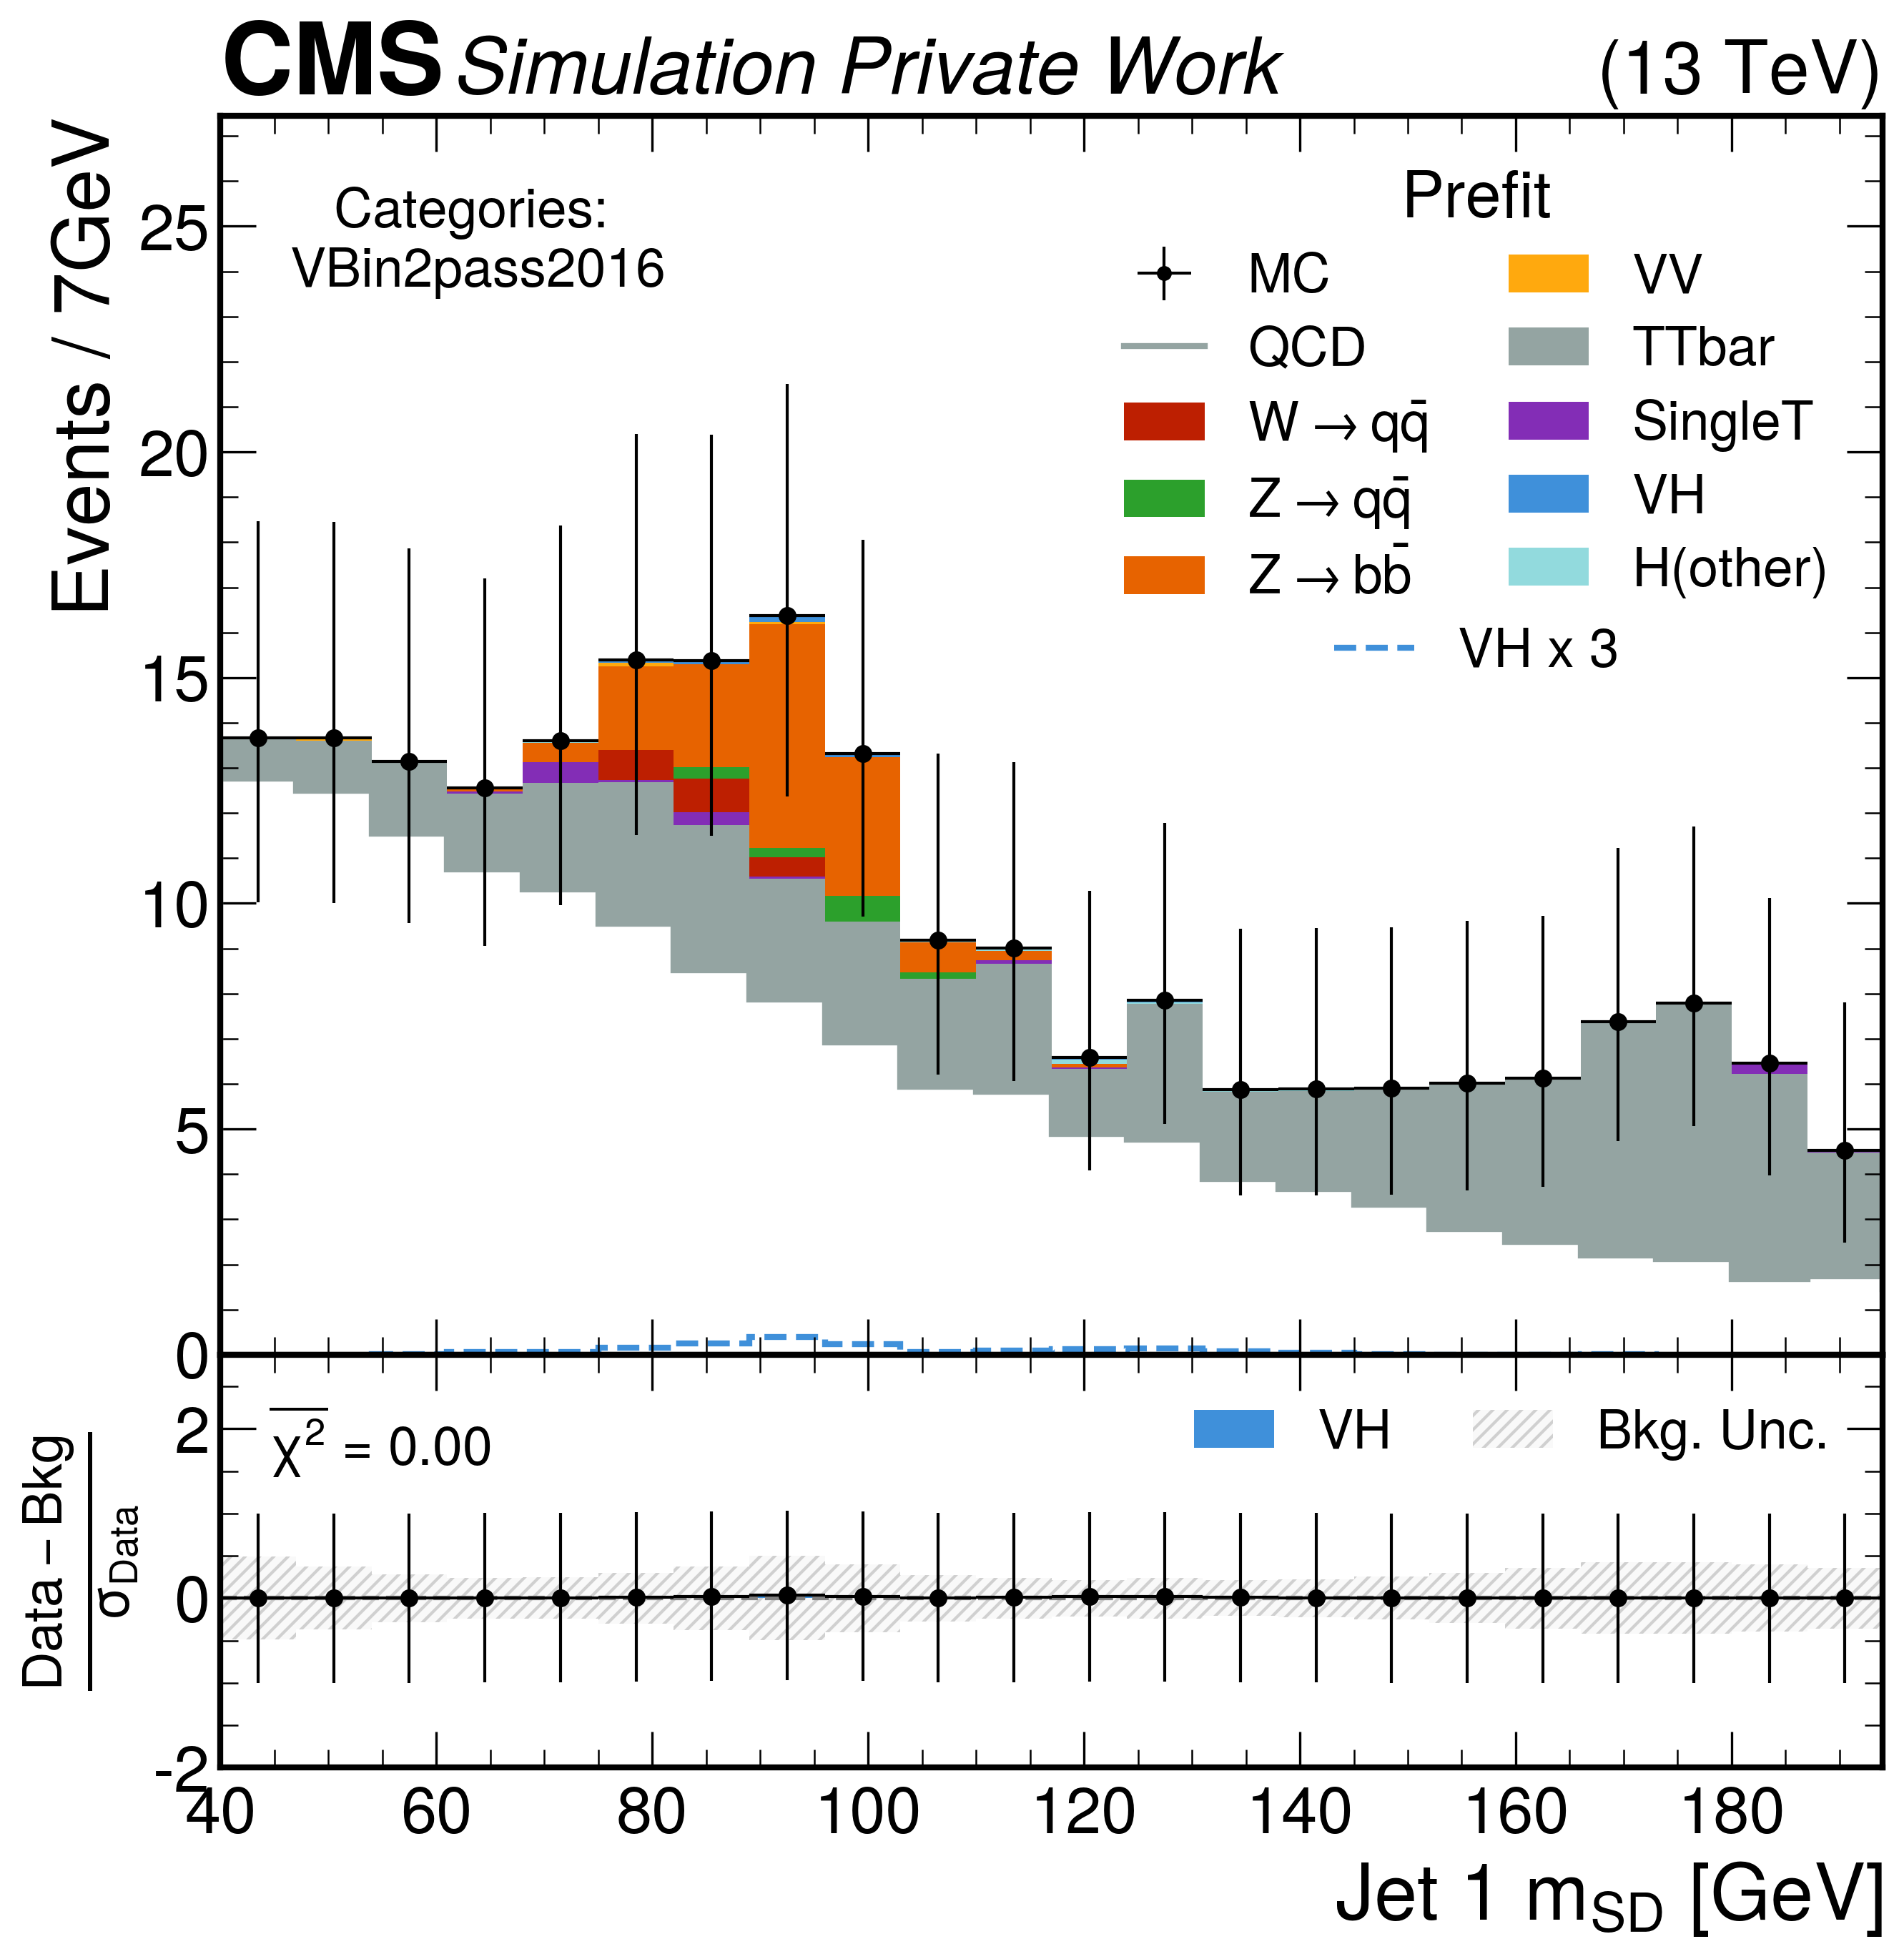 CMS Simulation Private Work (13 TeV)
Events / 7GeV
Categories:
VBin2pass2016
Prefit
MC
QCD
W → qq̄
Z → qq̄
Z → bb̄
VV
TTbar
SingleT
VH
H(other)
VH x 3
25
20
15
10
5
0
Data – Bkg
σData
χ² = 0.00
VH
Bkg. Unc.
2
0
-2
40 60 80 100 120 140 160 180
Jet 1 mSD [GeV]